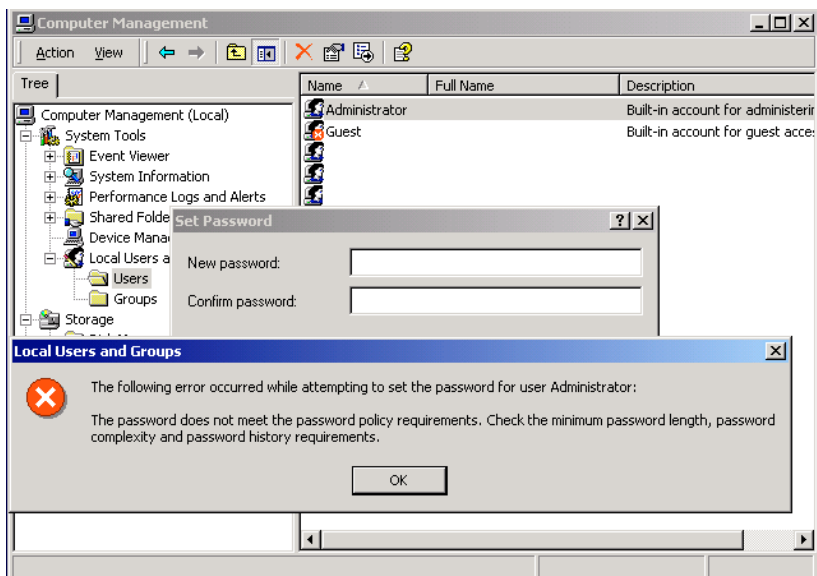 Computer Management
Action View
Tree
Name Full Name Description
Computer Management (Local)
System Tools
Event Viewer
System Information
Performance Logs and Alerts
Shared Folde
Device Mana
Local Users a
Users
Groups
Storage
Administrator Built-in account for administerin
Guest Built-in account for guest acces
Set Password
New password:
Confirm password:
Local Users and Groups
The following error occurred while attempting to set the password for user Administrator:
The password does not meet the password policy requirements. Check the minimum password length, password
complexity and password history requirements.
OK